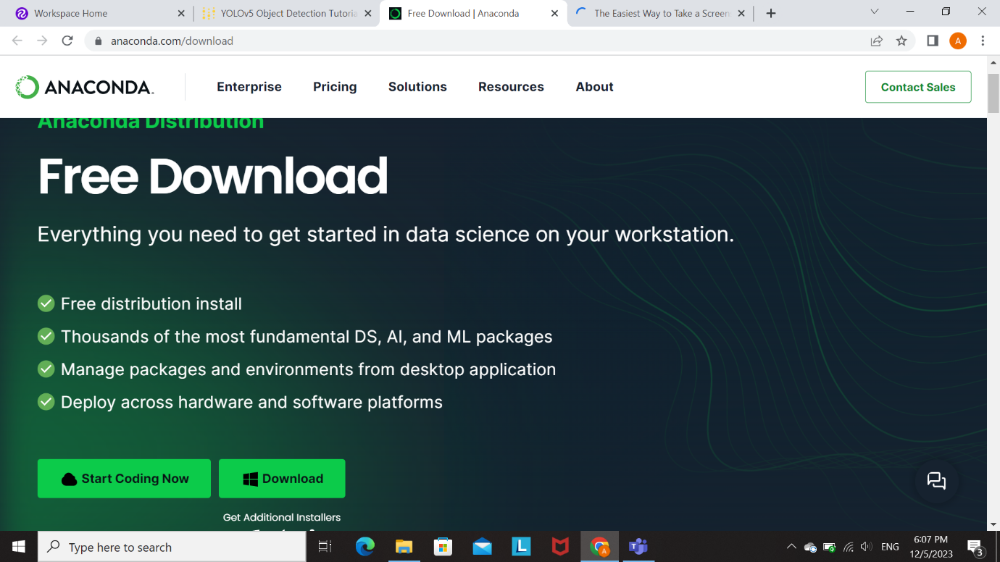 Workspace Home
YOLOv5 Object Detection Tutoria
Free Download | Anaconda
The Easiest Way to Take a Screen
anaconda.com/download
A
ANACONDA.
Enterprise
Pricing
Solutions
Resources
About
Contact Sales
Anaconda Distribution
Free Download
Everything you need to get started in data science on your workstation.
Free distribution install
Thousands of the most fundamental DS, AI, and ML packages
Manage packages and environments from desktop application
Deploy across hardware and software platforms
Start Coding Now
Download
Get Additional Installers
Type here to search
L
A
T
ENG
6:07 PM
12/5/2023
3